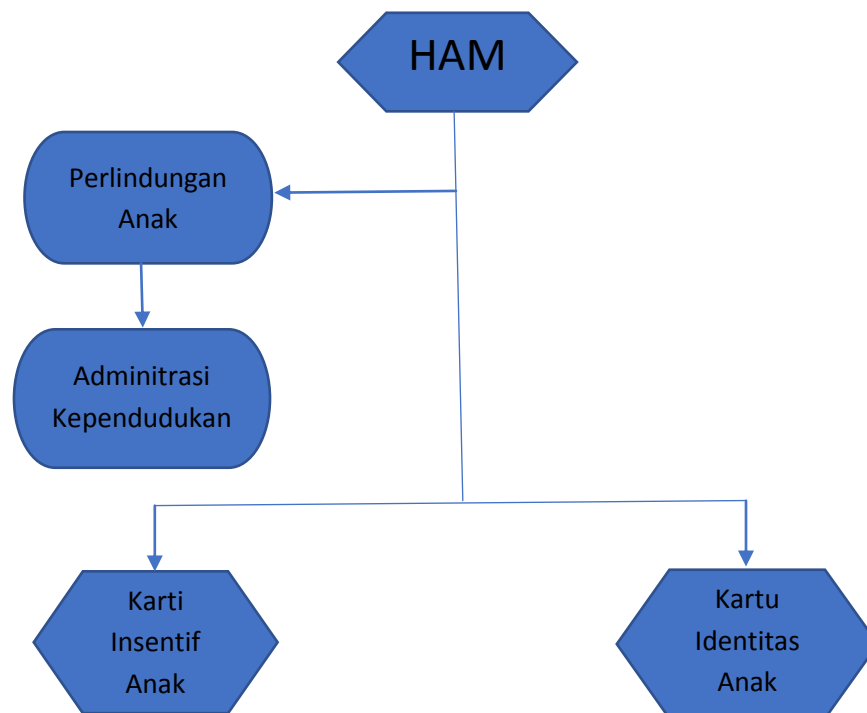 HAM
Perlindungan
Anak
Adminitrasi
Kependudukan
Karti
Insentif
Anak
Kartu
Identitas
Anak